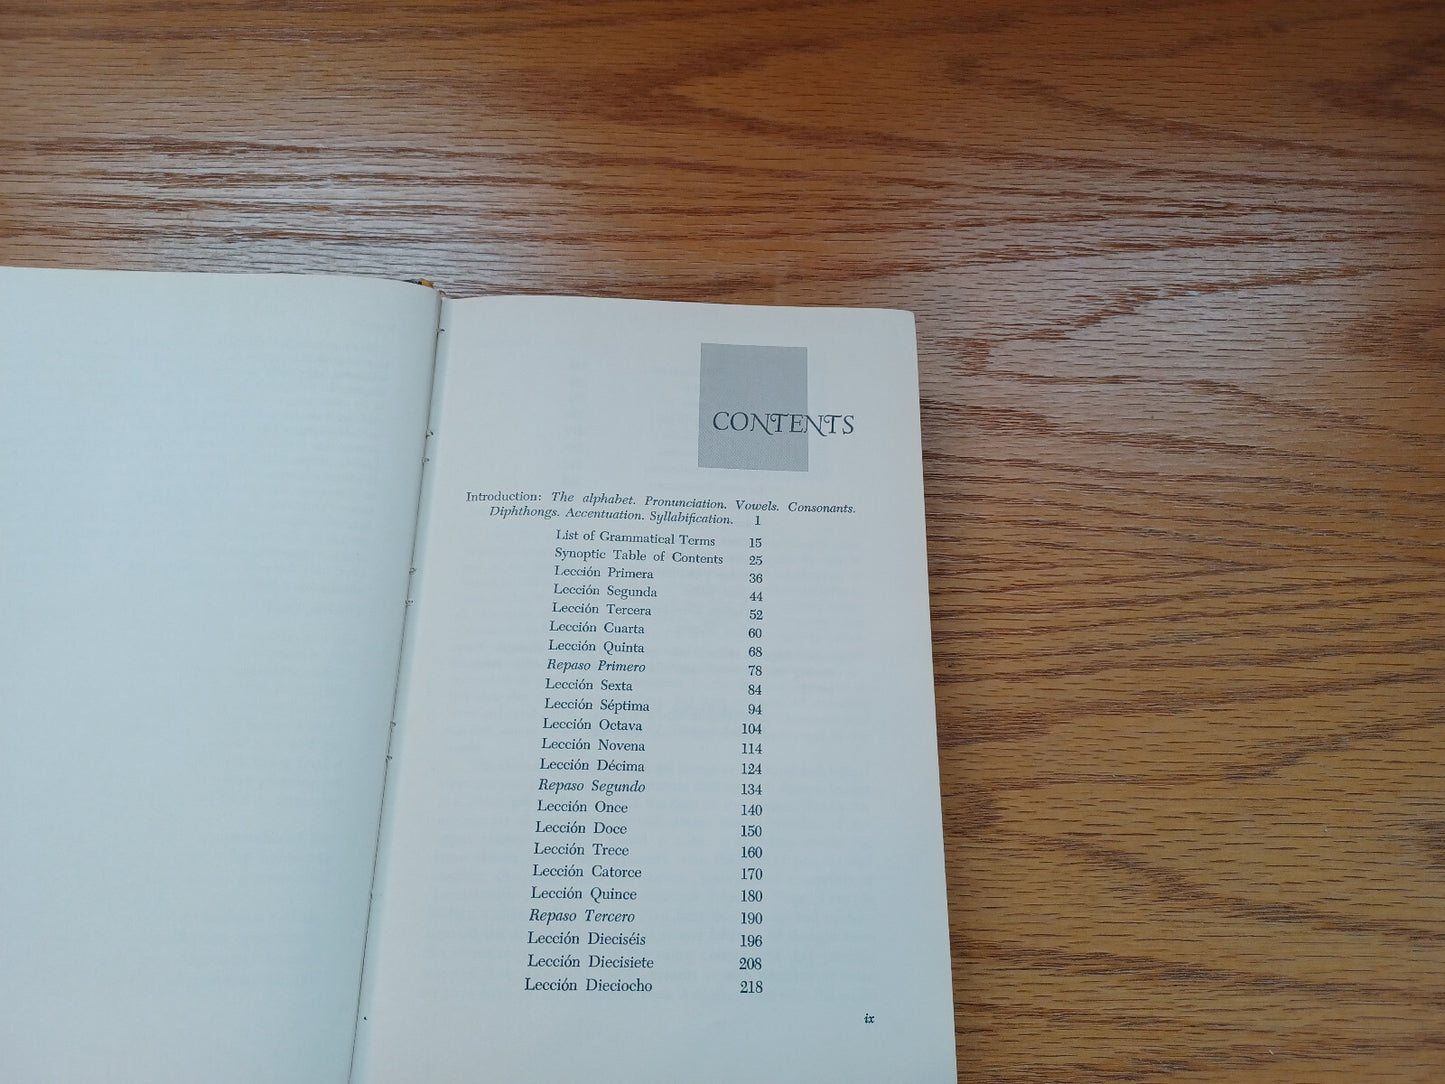 CONTENTS
Introduction: The alphabet. Pronunciation. Vowels. Consonants.
Diphthongs. Accentuation. Syllabification. 1
List of Grammatical Terms 15
Synoptic Table of Contents 25
Lección Primera 36
Lección Segunda 44
Lección Tercera 52
Lección Cuarta 60
Lección Quinta 68
Repaso Primero 78
Lección Sexta 84
Lección Séptima 94
Lección Octava 104
Lección Novena 114
Lección Décima 124
Repaso Segundo 134
Lección Once 140
Lección Doce 150
Lección Trece 160
Lección Catorce 170
Lección Quince 180
Repaso Tercero 190
Lección Dieciséis 196
Lección Diecisiete 208
Lección Dieciocho 218
ix